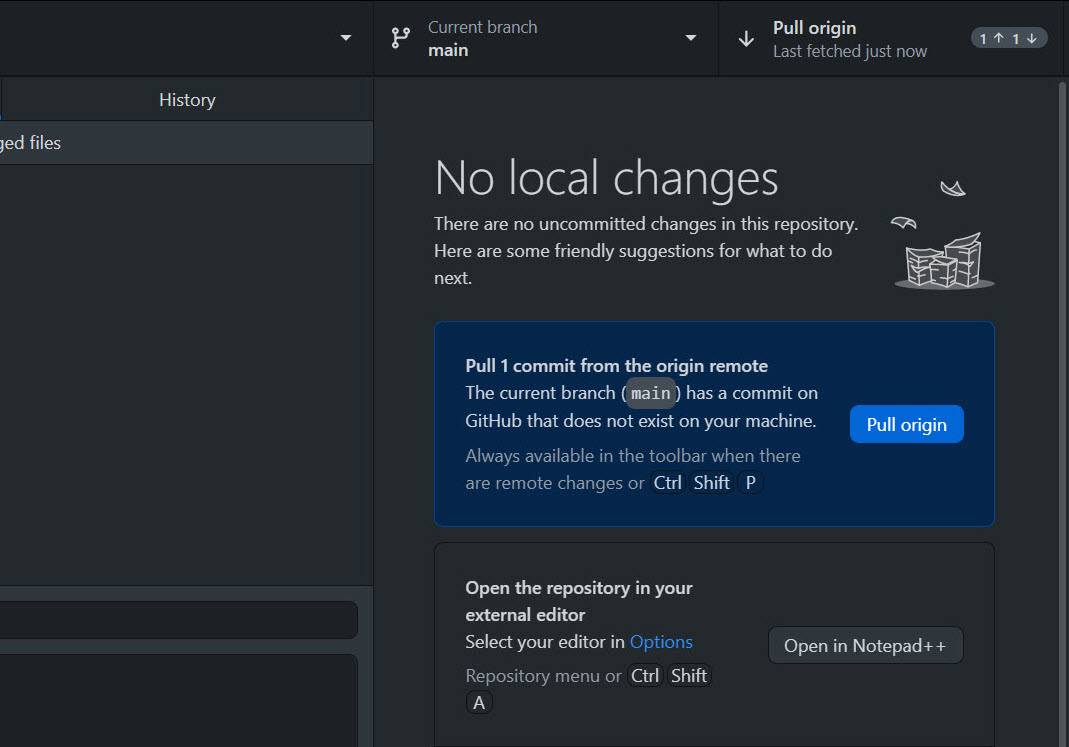 Current branch
main
Pull origin
Last fetched just now
1 ↑ 1 ↓
History
ged files
No local changes
There are no uncommitted changes in this repository.
Here are some friendly suggestions for what to do
next.
Pull 1 commit from the origin remote
The current branch (main) has a commit on
GitHub that does not exist on your machine.
Pull origin
Always available in the toolbar when there
are remote changes or Ctrl Shift P
Open the repository in your
external editor
Select your editor in Options
Open in Notepad++
Repository menu or Ctrl Shift
A